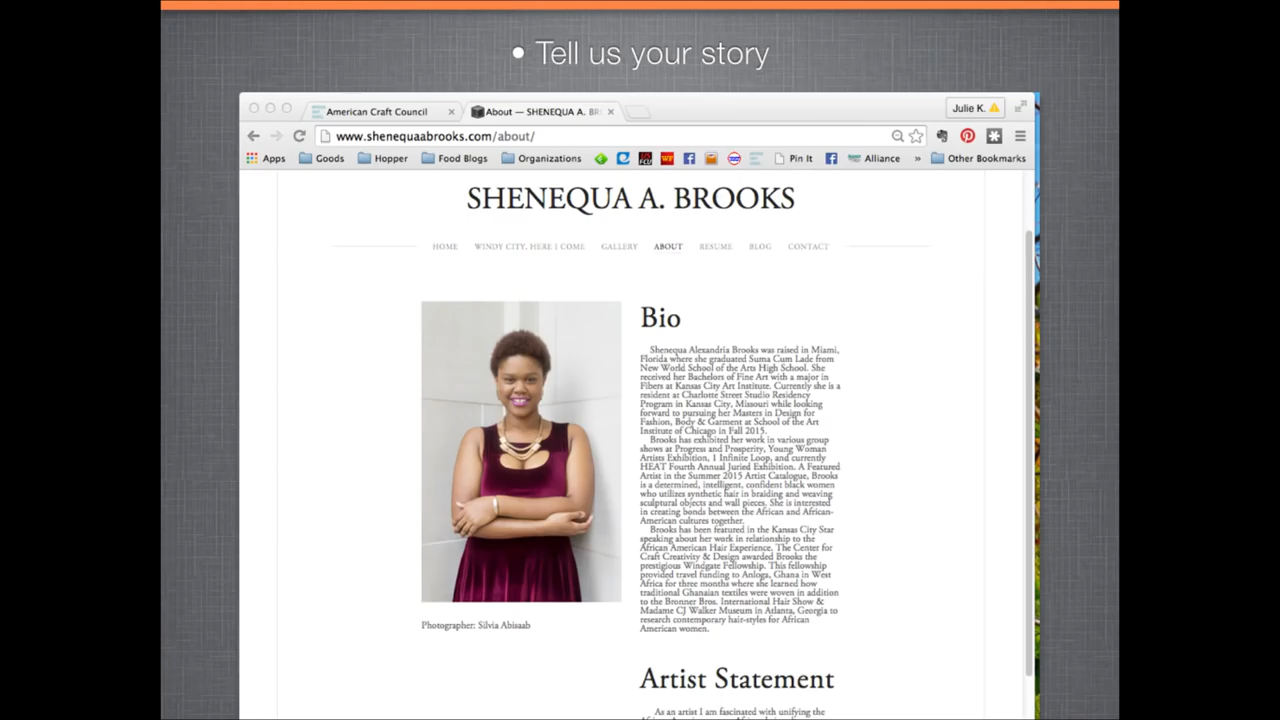 • Tell us your story
American Craft Council
About — SHENEQUA A. BR
Julie K.
www.shenequaabrooks.com/about/
Apps Goods Hopper Food Blogs Organizations Pin It Alliance » Other Bookmarks
SHENEQUA A. BROOKS
HOME WINDY CITY, HERE I COME GALLERY ABOUT RESUME BLOG CONTACT
Bio
Shenequa Alexandria Brooks was raised in Miami,
Florida where she graduated Suma Cum Lade from
New World School of the Arts High School. She
received her Bachelors of Fine Art with a major in
Fibers at Kansas City Art Institute. Currently she is a
resident at Charlotte Street Studio Residency
Program in Kansas City, Missouri while looking
forward to pursuing her Masters in Design for
Fashion, Body & Garment at School of the Art
Institute of Chicago in Fall 2015.
Brooks has exhibited her work in various group
shows at Progress and Prosperity, Young Woman
Artists Exhibition, 1 Infinite Loop, and currently
HEAT Fourth Annual Juried Exhibition. A Featured
Artist in the Summer 2015 Artist Catalogue, Brooks
is a determined, intelligent, confident black women
who utilizes synthetic hair in braiding and weaving
sculptural objects and wall pieces. She is interested
in creating bonds between the African and African-
American cultures together.
Brooks has been featured in the Kansas City Star
speaking about her work in relationship to the
African American Hair Experience. The Center for
Craft Creativity & Design awarded Brooks the
prestigious Windgate Fellowship. This fellowship
provided travel funding to Anloga, Ghana in West
Africa for three months where she learned how
traditional Ghanaian textiles were woven in addition
to the Bronner Bros. International Hair Show &
Madame CJ Walker Museum in Atlanta, Georgia to
research contemporary hair-styles for African
American women.
Photographer: Silvia Abisaab
Artist Statement
As an artist I am fascinated with unifying the